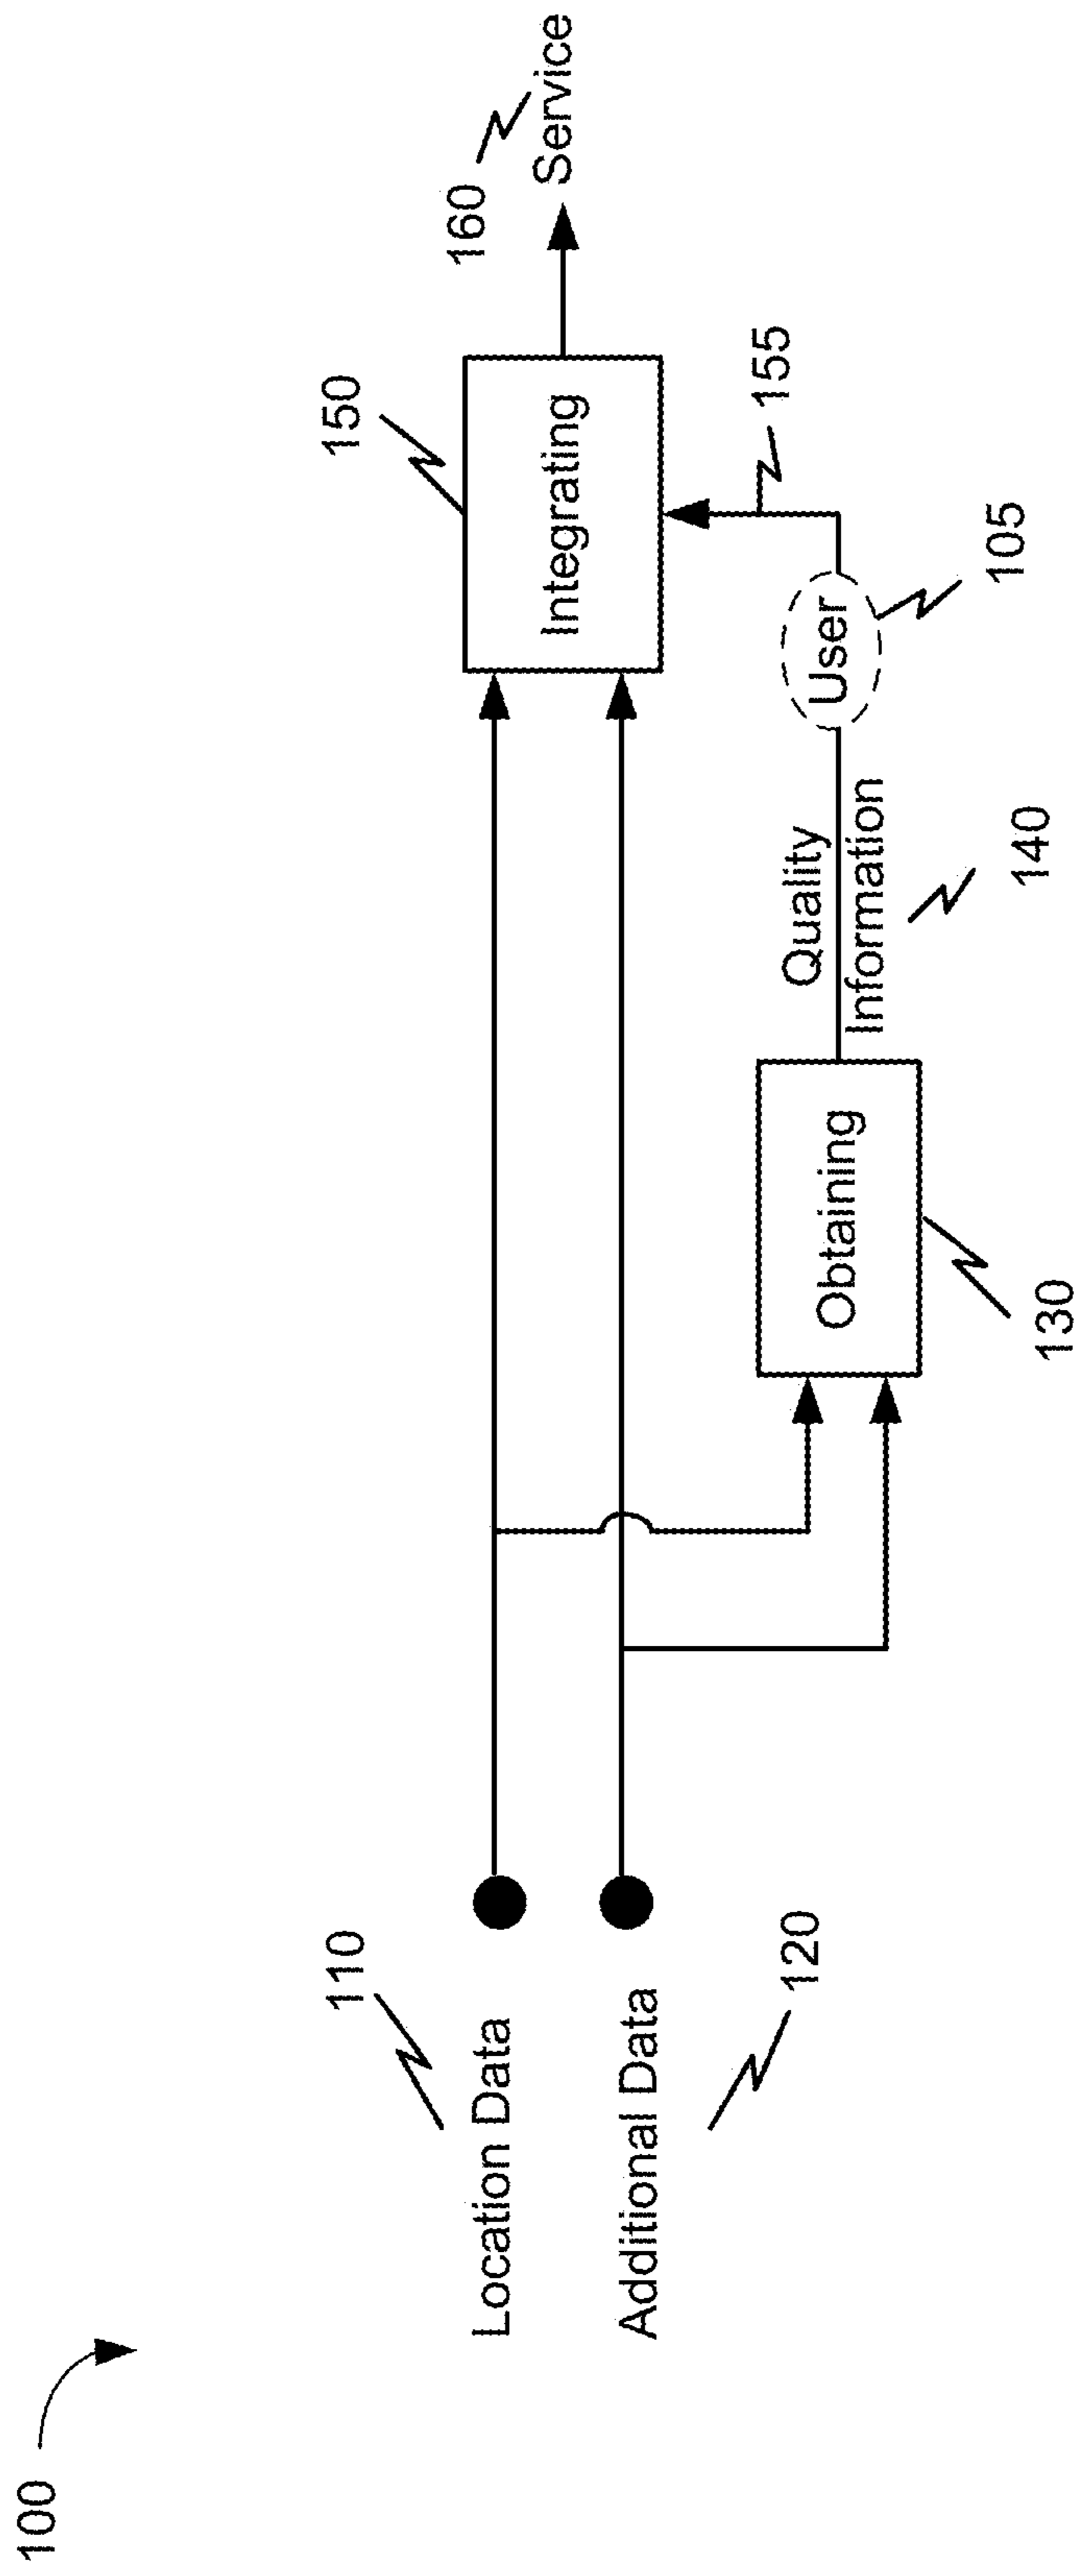 100
110
Location Data
Additional Data
120
150
Integrating
160
Service
155
Obtaining
130
Quality
Information
140
User
105